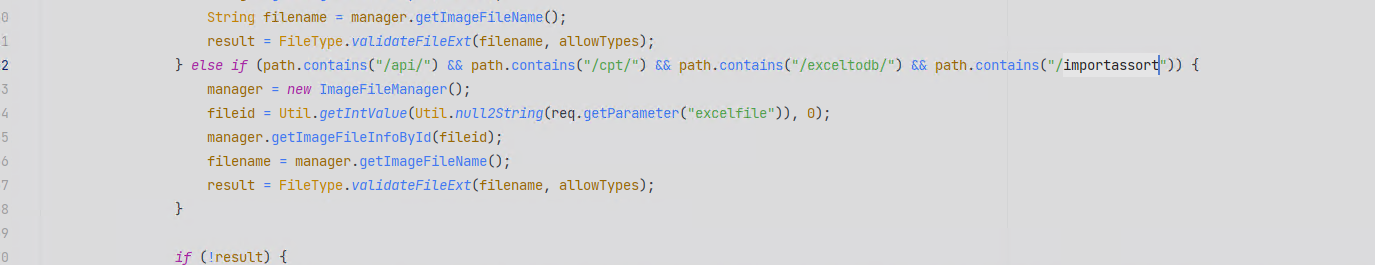 0 String filename = manager.getImageFileName();
1 result = FileType.validateFileExt(filename, allowTypes);
2 } else if (path.contains("/api/") && path.contains("/cpt/") && path.contains("/exceltodb/") && path.contains("/importassort")) {
3 manager = new ImageFileManager();
4 fileid = Util.getIntValue(Util.null2String(req.getParameter("excelfile")), 0);
5 manager.getImageFileInfoById(fileid);
6 filename = manager.getImageFileName();
7 result = FileType.validateFileExt(filename, allowTypes);
8 }
9
0 if (!result) {